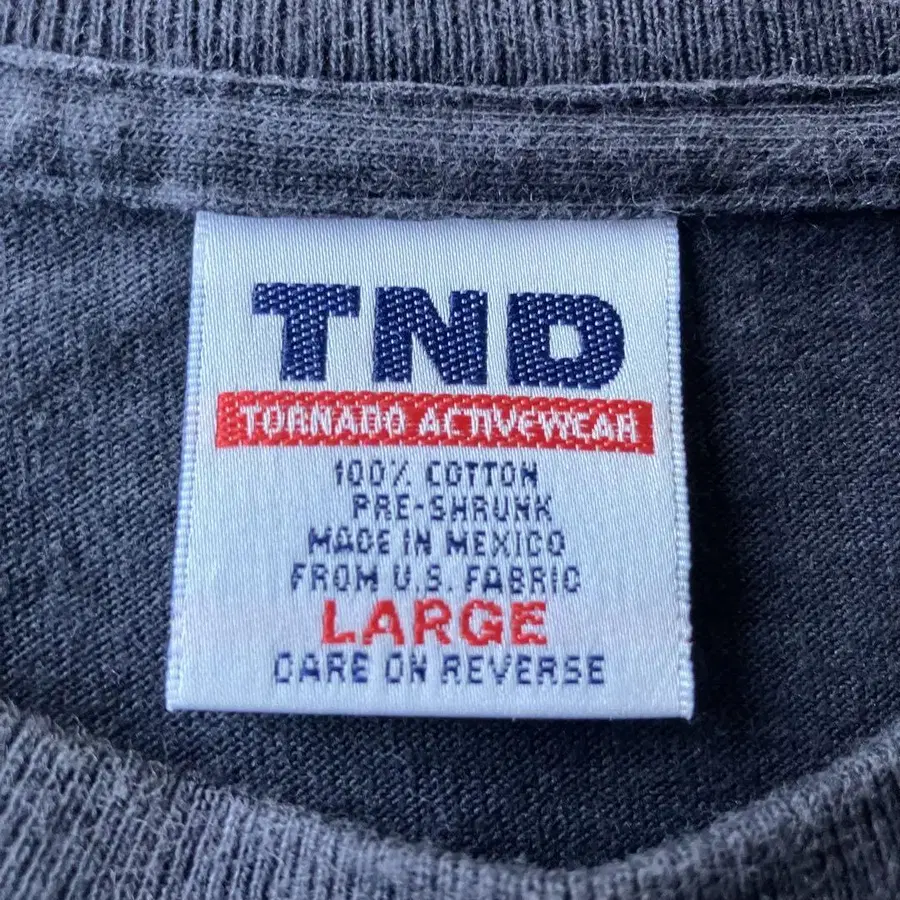 TND
TORNADO ACTIVEWEAR
100% COTTON
PRE-SHRUNK
MADE IN MEXICO
FROM U.S. FABRIC
LARGE
CARE ON REVERSE